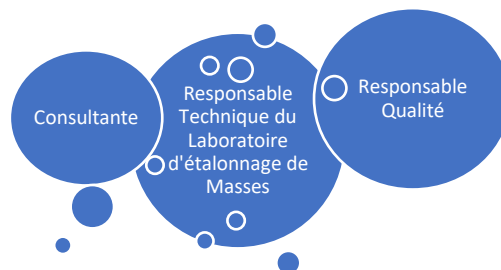 Consultante
Responsable
Technique du
Laboratoire
d'étalonnage de
Masses
Responsable
Qualité